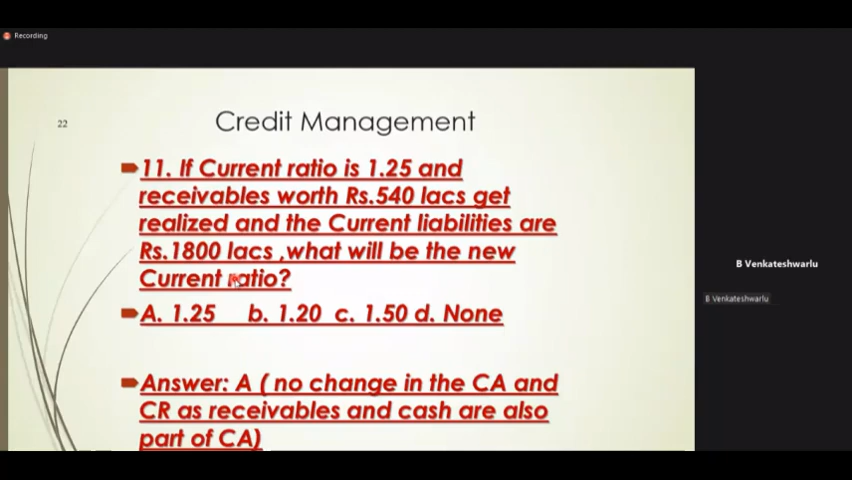 Recording
22
Credit Management
11. If Current ratio is 1.25 and
receivables worth Rs.540 lacs get
realized and the Current liabilities are
Rs.1800 lacs ,what will be the new
Current ratio?
A. 1.25 b. 1.20 c. 1.50 d. None
Answer: A ( no change in the CA and
CR as receivables and cash are also
part of CA)
B Venkateshwarlu
B Venkateshwarlu